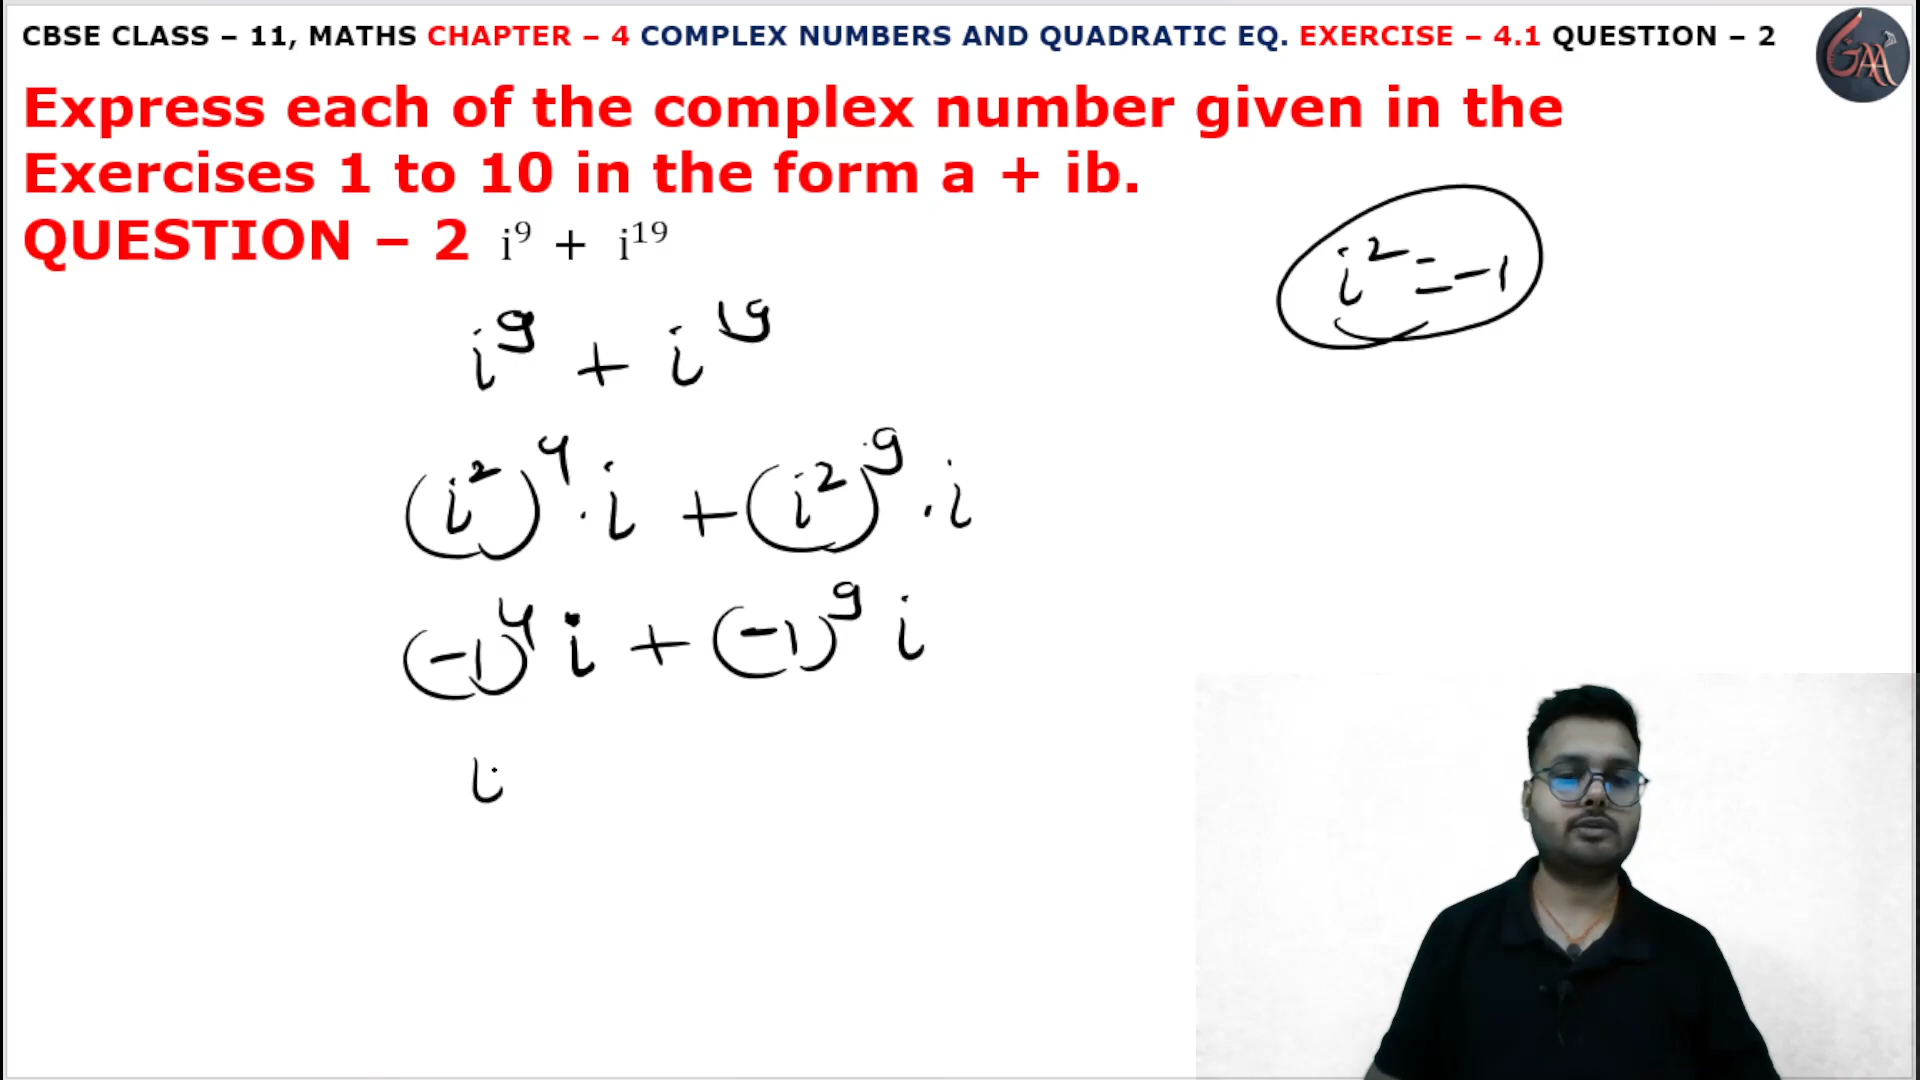 CBSE CLASS – 11, MATHS CHAPTER – 4 COMPLEX NUMBERS AND QUADRATIC EQ. EXERCISE – 4.1 QUESTION – 2
GAA
Express each of the complex number given in the
Exercises 1 to 10 in the form a + ib.
QUESTION – 2 i⁹ + i¹⁹
i² = -1
i⁹ + i¹⁹
(i²)⁴ · i + (i²)⁹ · i
(-1)⁴ i + (-1)⁹ i
i